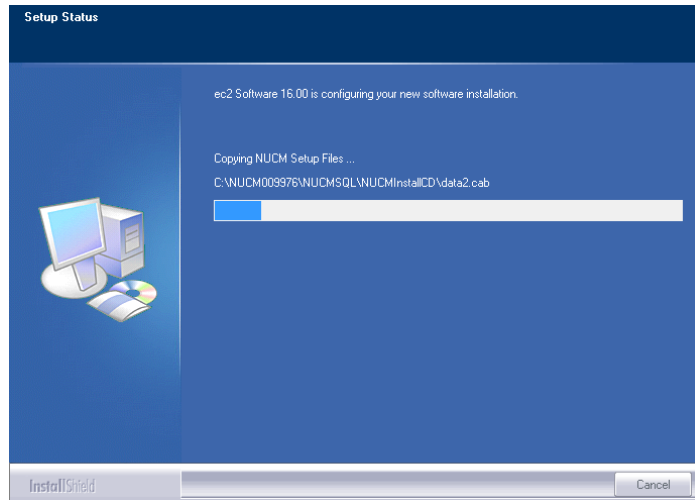 Setup Status
ec2 Software 16.00 is configuring your new software installation.
Copying NUCM Setup Files ...
C:\NUCM009976\NUCMSQL\NUCMInstallCD\data2.cab
InstallShield
Cancel